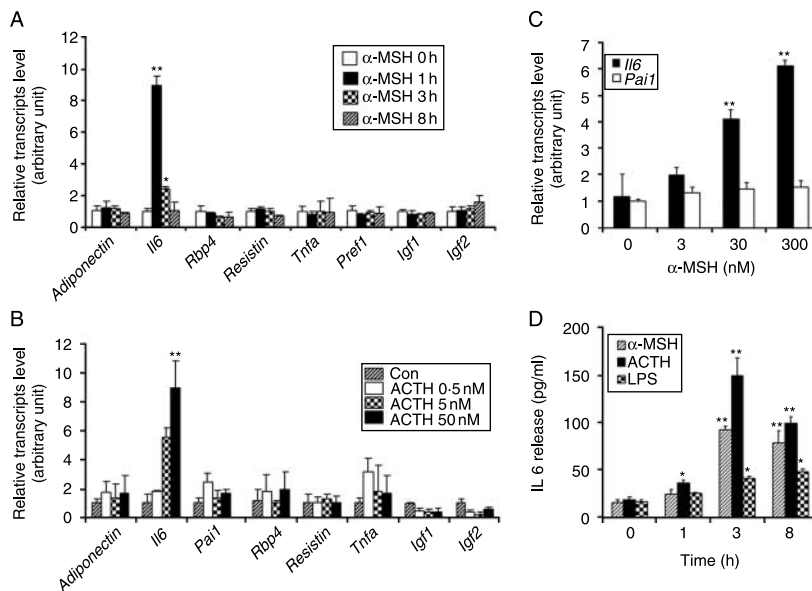 A
Relative transcripts level
(arbitrary unit)
12
10
8
6
4
2
0
**
*
α-MSH 0 h
α-MSH 1 h
α-MSH 3 h
α-MSH 8 h
Adiponectin
Il6
Rbp4
Resistin
Tnfa
Pref1
Igf1
Igf2
B
Relative transcripts level
(arbitrary unit)
12
10
8
6
4
2
0
**
Con
ACTH 0·5 nM
ACTH 5 nM
ACTH 50 nM
Adiponectin
Il6
Pai1
Rbp4
Resistin
Tnfa
Igf1
Igf2
C
Relative transcripts level
(arbitrary unit)
7
6
5
4
3
2
1
0
Il6
Pai1
**
**
0 3 30 300
α-MSH (nM)
D
IL 6 release (pg/ml)
200
150
100
50
0
α-MSH
ACTH
LPS
*
**
**
*
**
**
*
0 1 3 8
Time (h)